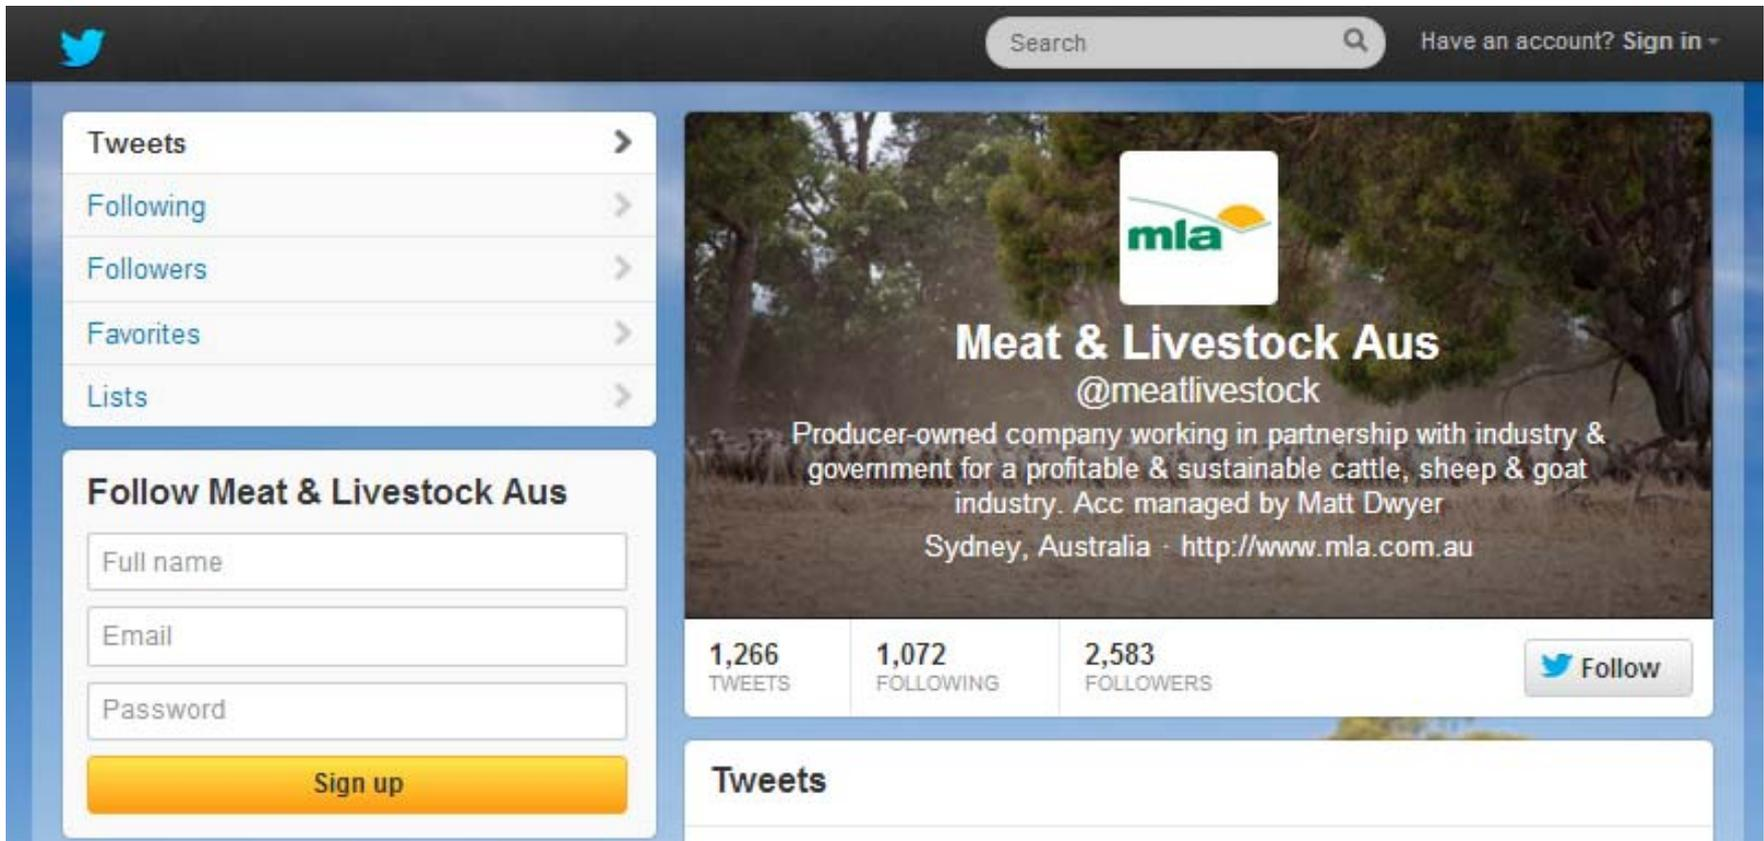 Search
Have an account? Sign in
Tweets
Following
Followers
Favorites
Lists
Follow Meat & Livestock Aus
Full name
Email
Password
Sign up
mla
Meat & Livestock Aus
@meatlivestock
Producer-owned company working in partnership with industry &
government for a profitable & sustainable cattle, sheep & goat
industry. Acc managed by Matt Dwyer
Sydney, Australia · http://www.mla.com.au
1,266
TWEETS
1,072
FOLLOWING
2,583
FOLLOWERS
Follow
Tweets